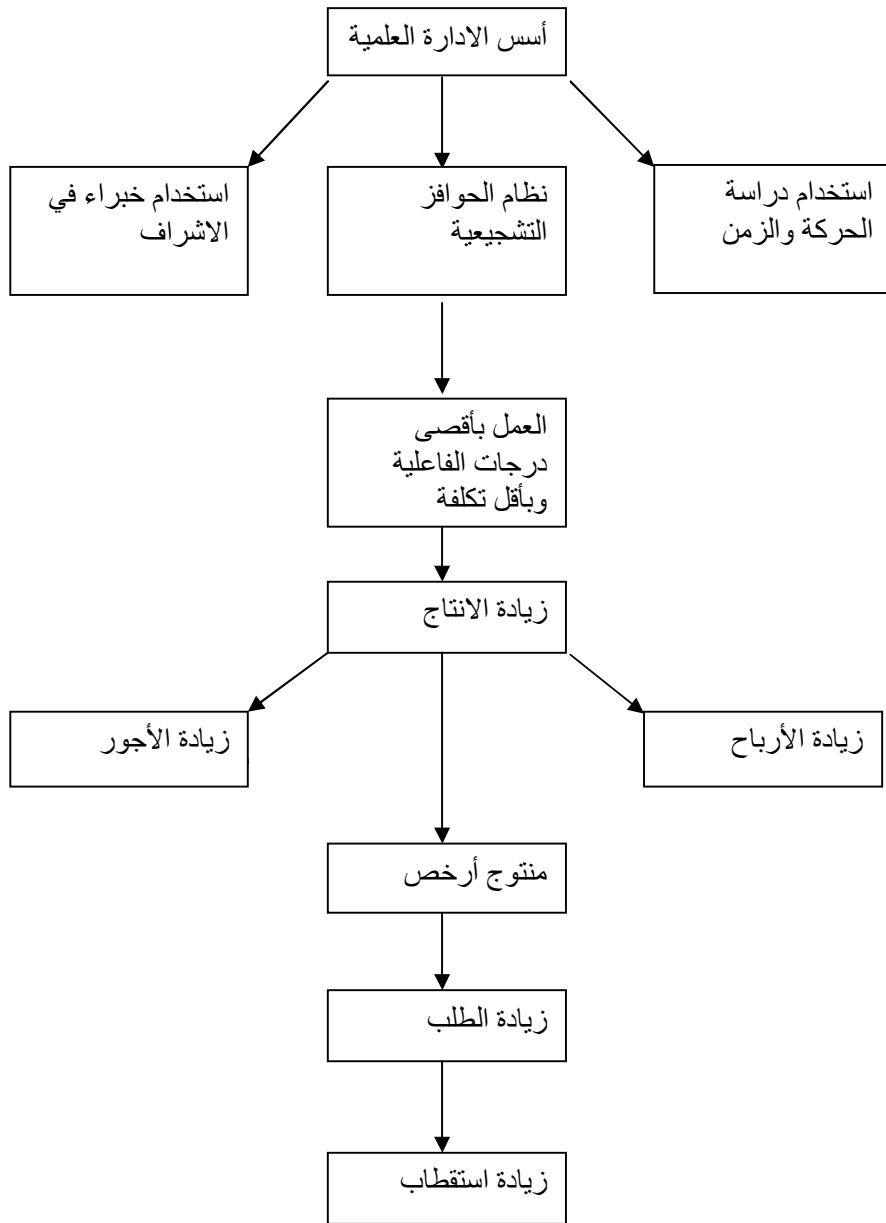 أسس الادارة العلمية
استخدام دراسة
الحركة والزمن
نظام الحوافز
التشجيعية
استخدام خبراء في
الاشراف
العمل بأقصى
درجات الفاعلية
وبأقل تكلفة
زيادة الانتاج
زيادة الأرباح
زيادة الأجور
منتوج أرخص
زيادة الطلب
زيادة استقطاب